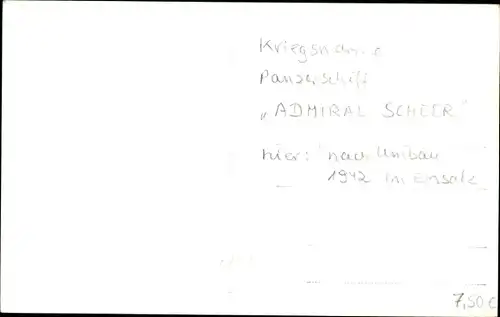 Kriegsmarine
Panzerschiff
„ADMIRAL SCHEER"
hier: nach Umbau
1942 im Einsatz
7,50 €